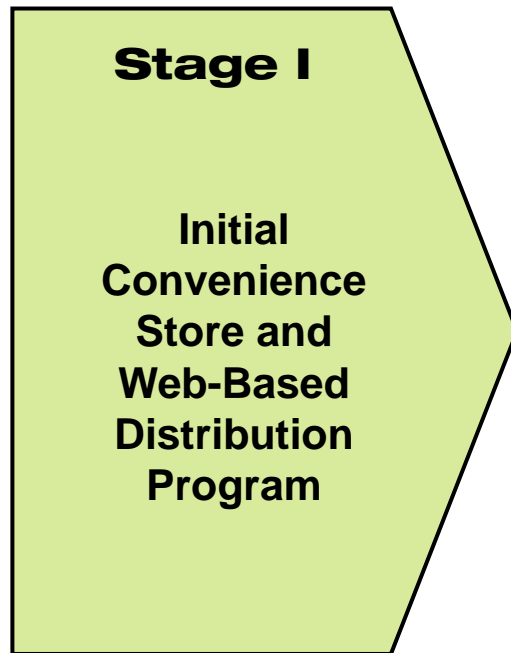 Stage I
Initial
Convenience
Store and
Web-Based
Distribution
Program